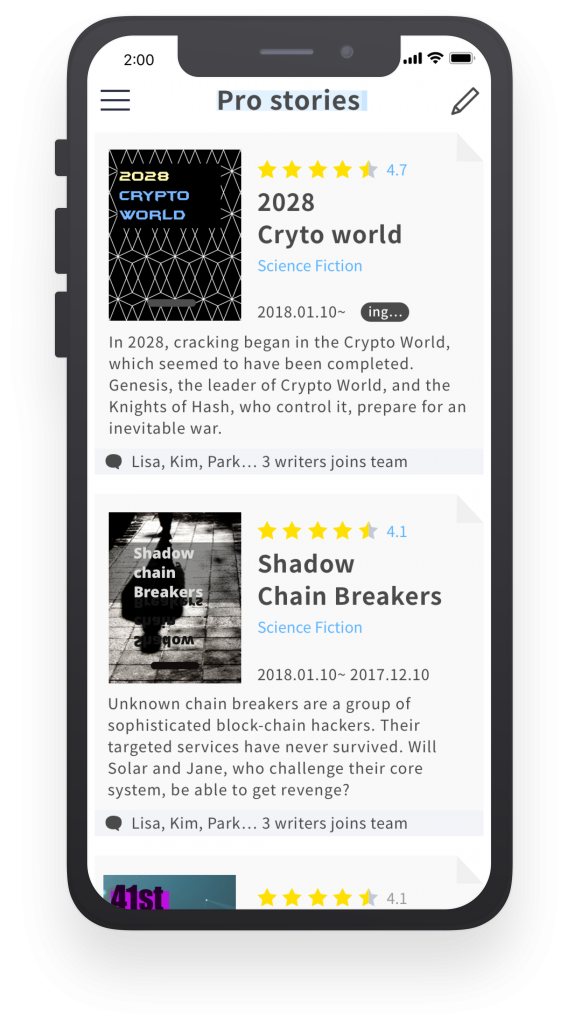 2:00
Pro stories
2028
CRYPTO
WORLD
4.7
2028
Cryto world
Science Fiction
2018.01.10~ ing...
In 2028, cracking began in the Crypto World,
which seemed to have been completed.
Genesis, the leader of Crypto World, and the
Knights of Hash, who control it, prepare for an
inevitable war.
Lisa, Kim, Park... 3 writers joins team
Shadow
chain
Breakers
Breakers
chain
Shadow
4.1
Shadow
Chain Breakers
Science Fiction
2018.01.10~ 2017.12.10
Unknown chain breakers are a group of
sophisticated block-chain hackers. Their
targeted services have never survived. Will
Solar and Jane, who challenge their core
system, be able to get revenge?
Lisa, Kim, Park... 3 writers joins team
41st
4.1